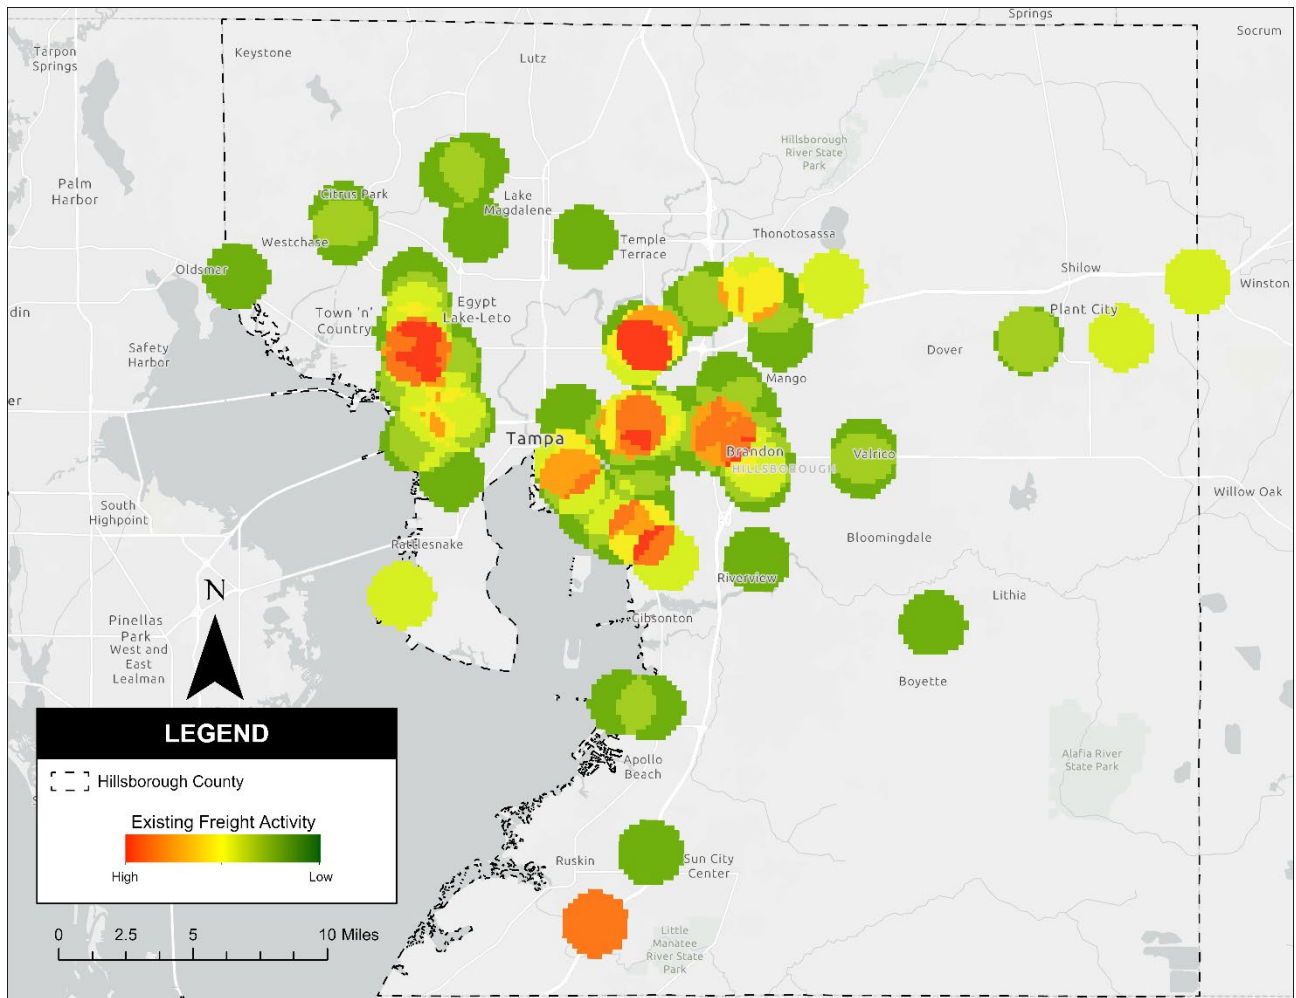 Springs
Socrum
Tarpon
Springs
Keystone
Lutz
Hillsborough
River State
Park
Palm
Harbor
Citrus Park
Lake
Magdalene
Westchase
Temple
Terrace
Thonotosassa
Oldsmar
Shilow
Winston
Town 'n'
Country
Egypt
Lake-Leto
Plant City
din
Safety
Harbor
Dover
Mango
er
Tampa
Brandon
HILLSBOROUGH
Valrico
Willow Oak
South
Highpoint
Rattlesnake
Bloomingdale
Riverview
Lithia
N
Gibsonton
Pinellas
Park
West and
East
Lealman
Boyette
LEGEND
Hillsborough County
Existing Freight Activity
High
Low
Apollo
Beach
Alafia River
State Park
Ruskin
Sun City
Center
Little
Manatee
River State
Park
0 2.5 5 10 Miles